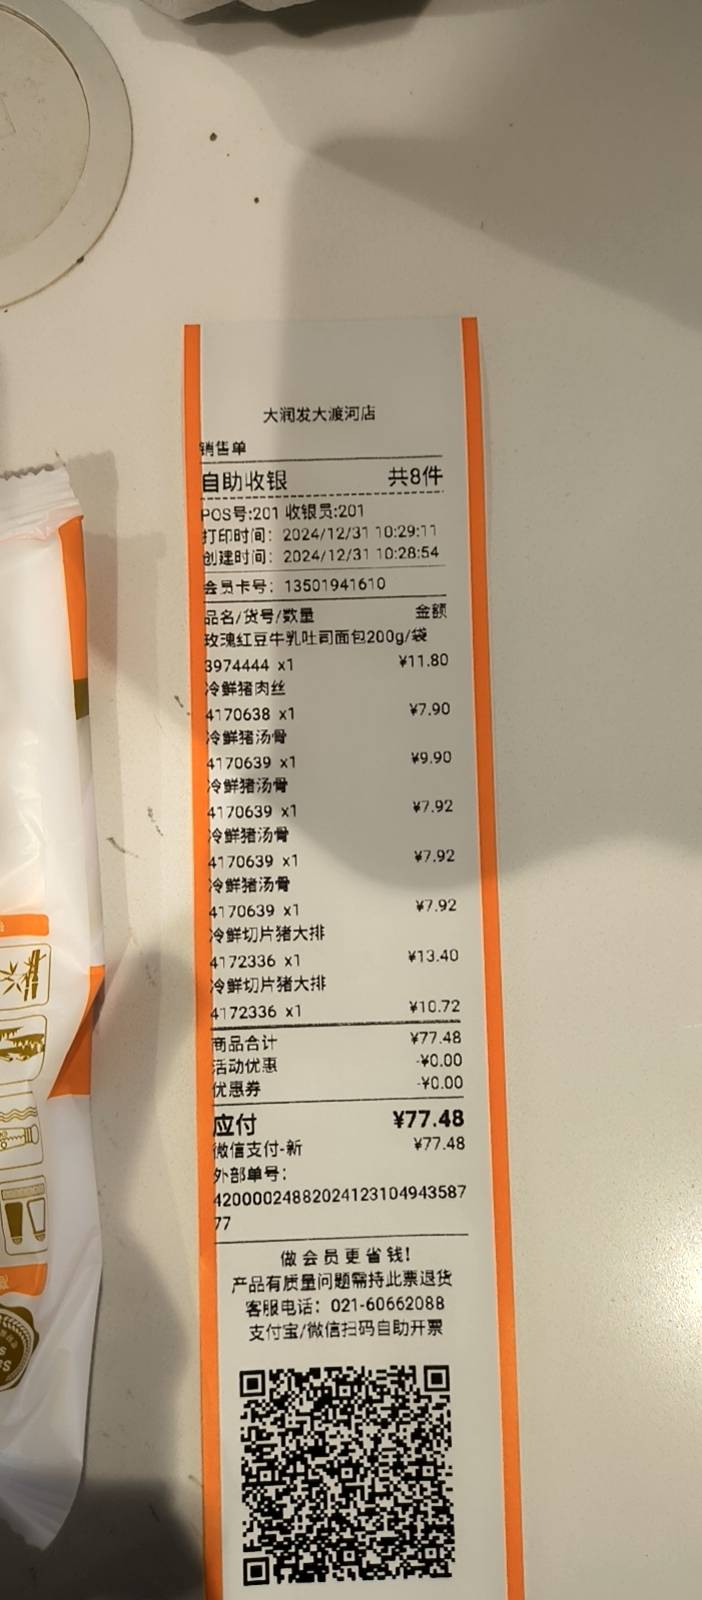 大润发大渡河店
销售单
自助收银 共8件
POS号:201 收银员:201
打印时间: 2024/12/31 10:29:11
创建时间: 2024/12/31 10:28:54
会员卡号: 13501941610
品名/货号/数量 金额
玫瑰红豆牛乳吐司面包200g/袋
3974444 x1 ¥11.80
冷鲜猪肉丝
4170638 x1 ¥7.90
冷鲜猪汤骨
4170639 x1 ¥9.90
冷鲜猪汤骨
4170639 x1 ¥7.92
冷鲜猪汤骨
4170639 x1 ¥7.92
冷鲜猪汤骨
4170639 x1 ¥7.92
冷鲜切片猪大排
4172336 x1 ¥13.40
冷鲜切片猪大排
4172336 x1 ¥10.72
商品合计 ¥77.48
活动优惠 -¥0.00
优惠券 -¥0.00
应付 ¥77.48
微信支付-新 ¥77.48
外部单号:
42000024882024123104943587
77
做会员更省钱!
产品有质量问题需持此票退货
客服电话: 021-60662088
支付宝/微信扫码自助开票